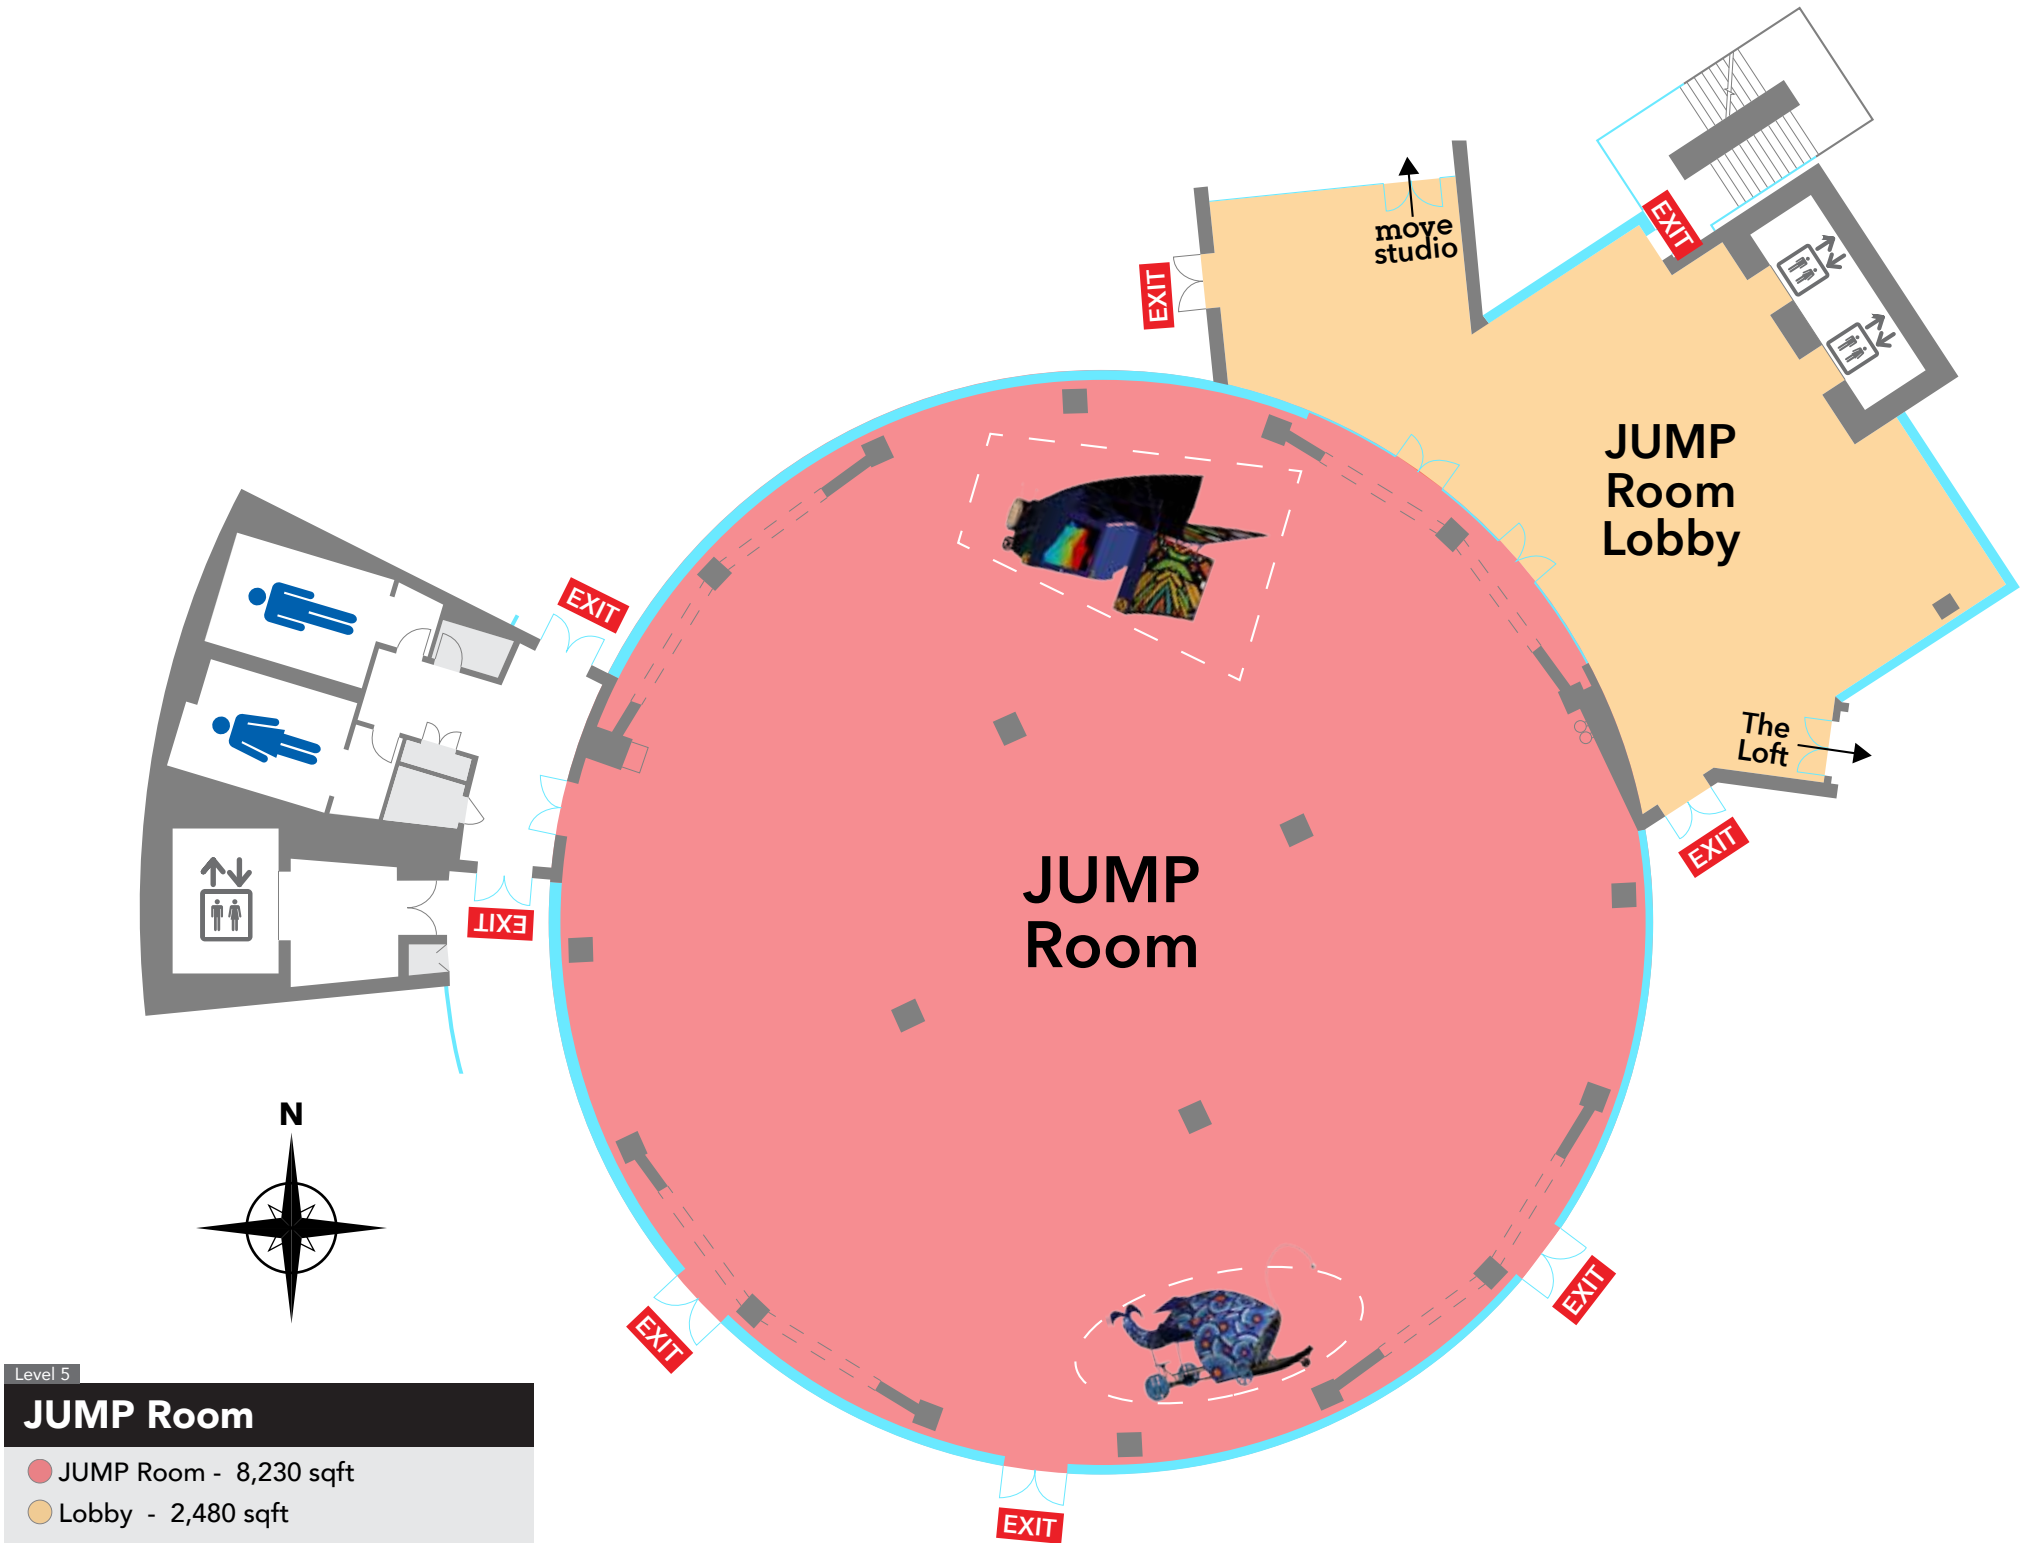 EXIT
move
studio
EXIT
JUMP
Room
Lobby
EXIT
The
Loft
EXIT
JUMP
Room
EXIT
N
EXIT
EXIT
EXIT
Level 5
JUMP Room
JUMP Room - 8,230 sqft
Lobby - 2,480 sqft